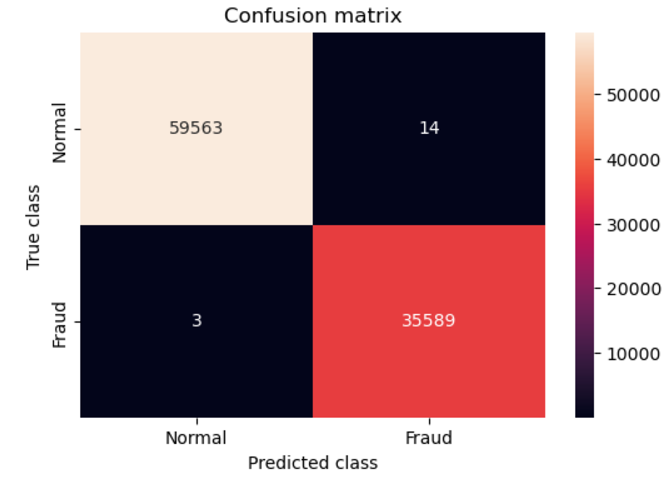 Confusion matrix
True class
Normal
59563
14
Fraud
3
35589
Normal
Fraud
Predicted class
50000
40000
30000
20000
10000